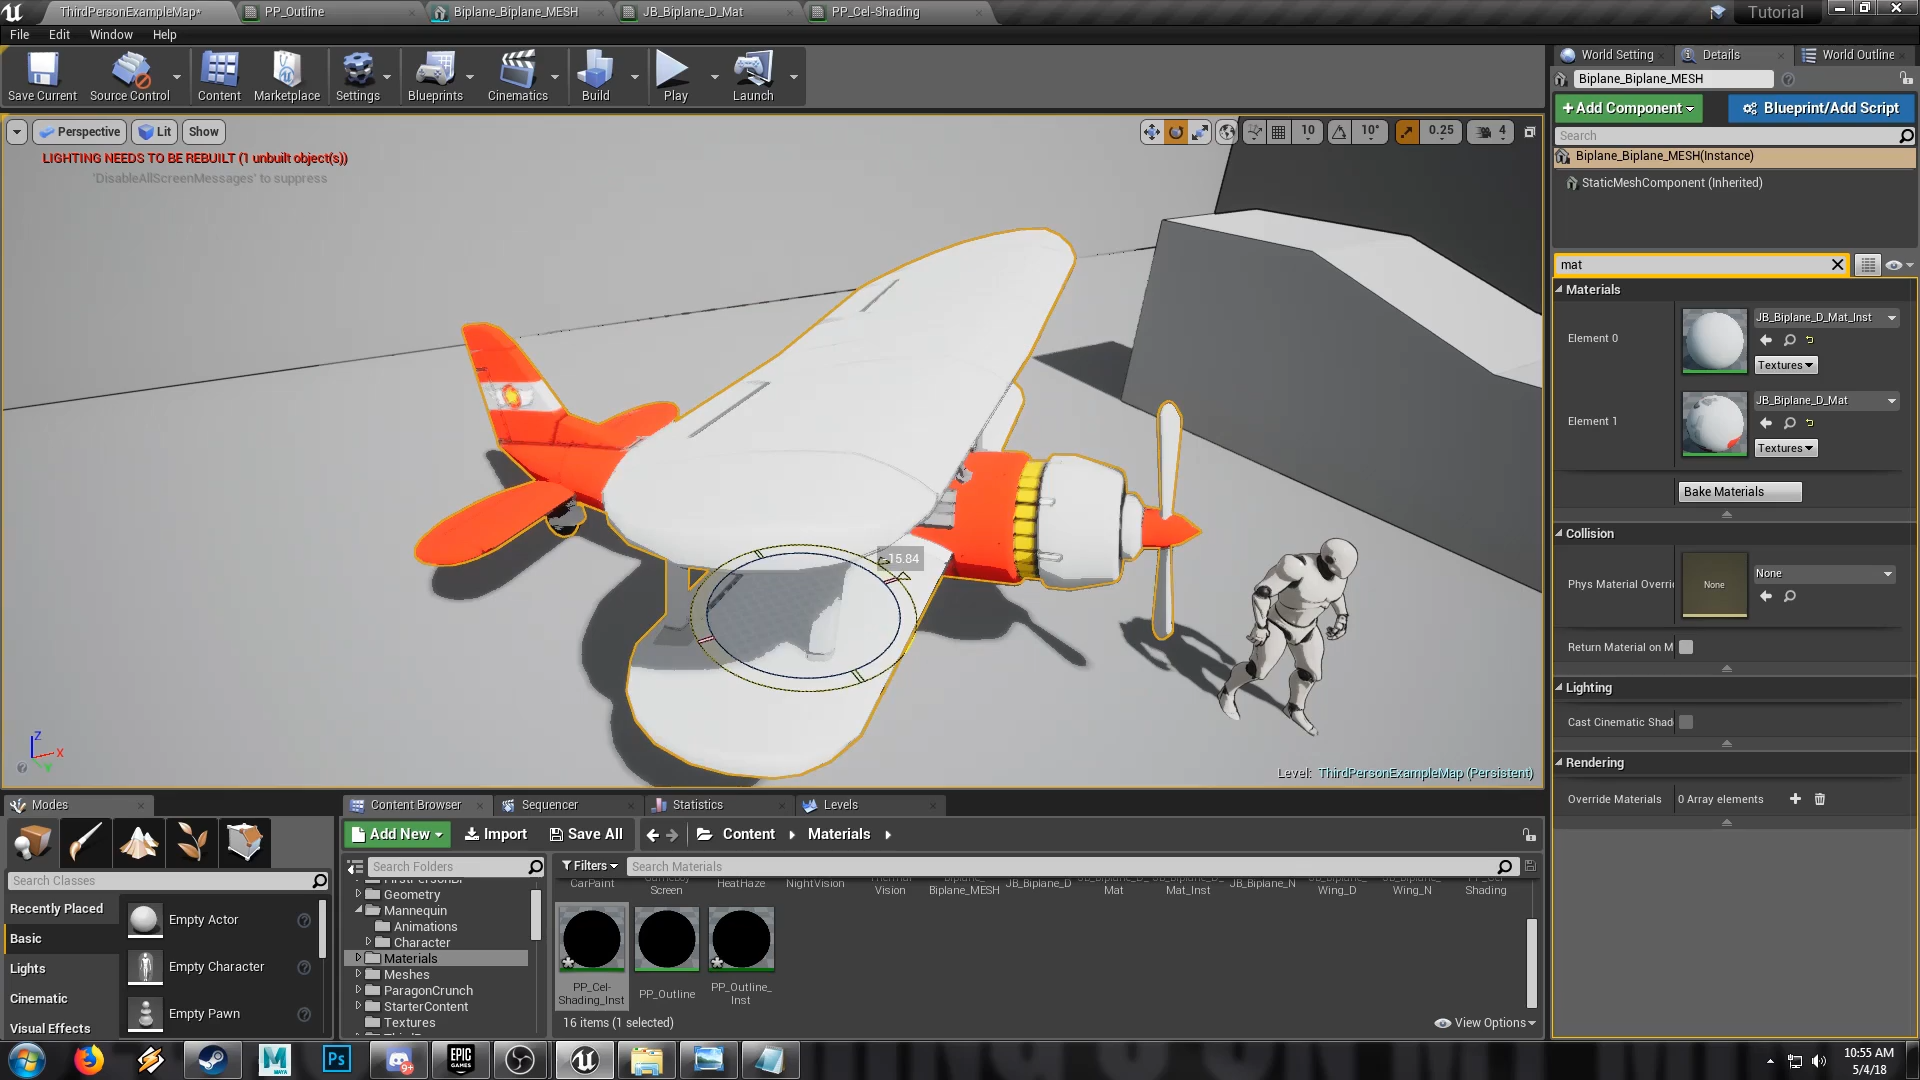 ThirdPersonExampleMap*
PP_Outline
Biplane_Biplane_MESH
JB_Biplane_D_Mat
PP_Cel-Shading
Tutorial
File Edit Window Help
World Setting
Details
World Outline
Save Current
Source Control
Content
Marketplace
Settings
Blueprints
Cinematics
Build
Play
Launch
Biplane_Biplane_MESH
+Add Component
Blueprint/Add Script
Search
Biplane_Biplane_MESH(Instance)
StaticMeshComponent (Inherited)
Perspective Lit Show
10 10° 0.25 4
LIGHTING NEEDS TO BE REBUILT (1 unbuilt object(s))
'DisableAllScreenMessages' to suppress
15.84
Z
X
Y
Level: ThirdPersonExampleMap (Persistent)
mat
Materials
Element 0
JB_Biplane_D_Mat_Inst
Textures
Element 1
JB_Biplane_D_Mat
Textures
Bake Materials
Collision
Phys Material Overri
None
None
Return Material on M
Lighting
Cast Cinematic Shad
Rendering
Override Materials 0 Array elements
Modes
Search Classes
Recently Placed
Basic
Lights
Cinematic
Visual Effects
Empty Actor
Empty Character
Empty Pawn
Content Browser
Sequencer
Statistics
Levels
Add New
Import
Save All
Content
Materials
Search Folders
Geometry
Mannequin
Animations
Character
Materials
Meshes
ParagonCrunch
StarterContent
Textures
Filters
Search Materials
CarPaint
Screen
HeatHaze
NightVision
Vision
Biplane_MESH
JB_Biplane_D
Mat
Mat_Inst
JB_Biplane_N
Wing_D
Wing_N
Shading
PP_Cel-
Shading_Inst
PP_Outline
PP_Outline_
Inst
16 items (1 selected)
View Options
MAYA
Ps
9+
EPIC
GAMES
10:55 AM
5/4/18